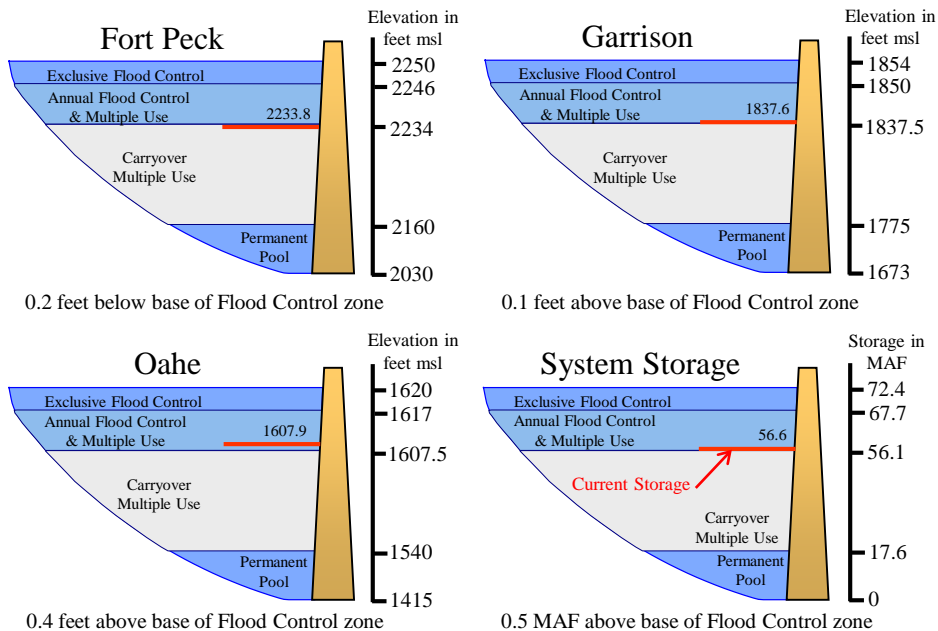 Fort Peck
Elevation in
feet msl
Exclusive Flood Control
Annual Flood Control
& Multiple Use
2233.8
Carryover
Multiple Use
Permanent
Pool
2250
2246
2234
2160
2030
0.2 feet below base of Flood Control zone
Garrison
Elevation in
feet msl
Exclusive Flood Control
Annual Flood Control
& Multiple Use
1837.6
Carryover
Multiple Use
Permanent
Pool
1854
1850
1837.5
1775
1673
0.1 feet above base of Flood Control zone
Oahe
Elevation in
feet msl
Exclusive Flood Control
Annual Flood Control
& Multiple Use
1607.9
Carryover
Multiple Use
Permanent
Pool
1620
1617
1607.5
1540
1415
0.4 feet above base of Flood Control zone
System Storage
Storage in
MAF
Exclusive Flood Control
Annual Flood Control
& Multiple Use
56.6
Current Storage
Carryover
Multiple Use
Permanent
Pool
72.4
67.7
56.1
17.6
0
0.5 MAF above base of Flood Control zone